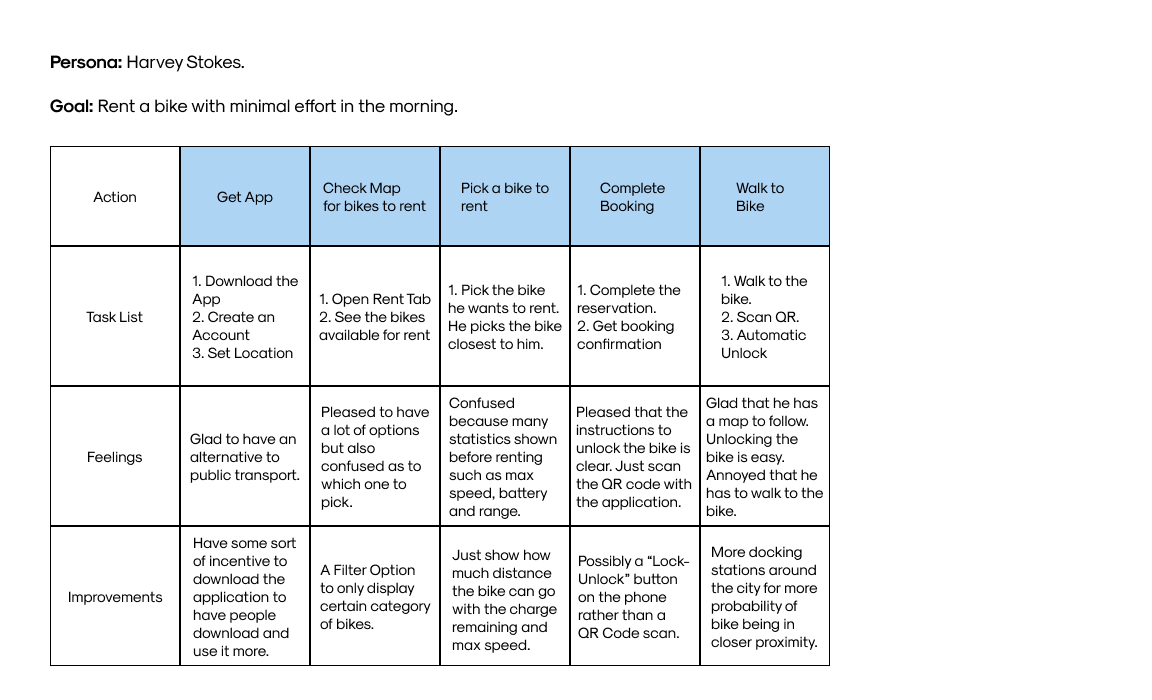 Persona: Harvey Stokes.
Goal: Rent a bike with minimal effort in the morning.
Action
Get App
Check Map
for bikes to rent
Pick a bike to
rent
Complete
Booking
Walk to
Bike
Task List
1. Download the
App
2. Create an
Account
3. Set Location
1. Open Rent Tab
2. See the bikes
available for rent
1. Pick the bike
he wants to rent.
He picks the bike
closest to him.
1. Complete the
reservation.
2. Get booking
confirmation
1. Walk to the
bike.
2. Scan QR.
3. Automatic
Unlock
Feelings
Glad to have an
alternative to
public transport.
Pleased to have
a lot of options
but also
confused as to
which one to
pick.
Confused
because many
statistics shown
before renting
such as max
speed, battery
and range.
Pleased that the
instructions to
unlock the bike is
clear. Just scan
the QR code with
the application.
Glad that he has
a map to follow.
Unlocking the
bike is easy.
Annoyed that he
has to walk to the
bike.
Improvements
Have some sort
of incentive to
download the
application to
have people
download and
use it more.
A Filter Option
to only display
certain category
of bikes.
Just show how
much distance
the bike can go
with the charge
remaining and
max speed.
Possibly a “Lock-
Unlock” button
on the phone
rather than a
QR Code scan.
More docking
stations around
the city for more
probability of
bike being in
closer proximity.